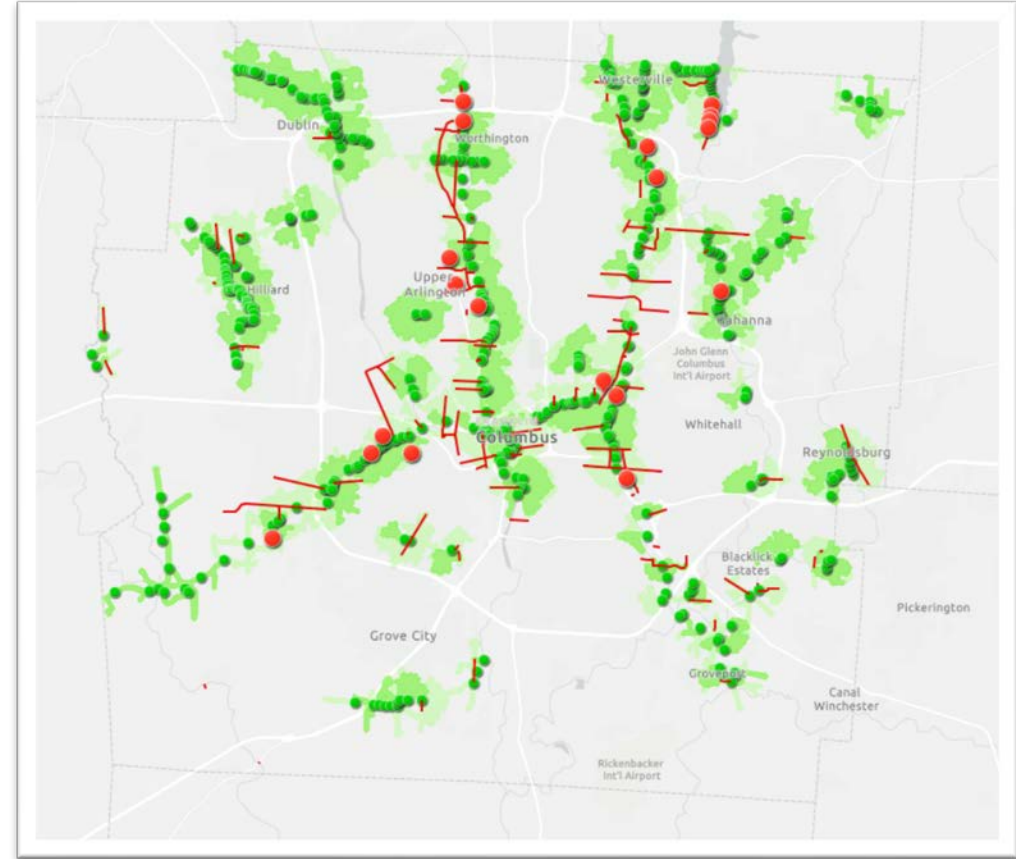 Westerville
Dublin
Worthington
Hilliard
Upper
Arlington
Gahanna
John Glenn
Columbus
Int'l Airport
Whitehall
Columbus
Reynoldsburg
Blacklick
Estates
Pickerington
Grove City
Groveport
Canal
Winchester
Rickenbacker
Int'l Airport